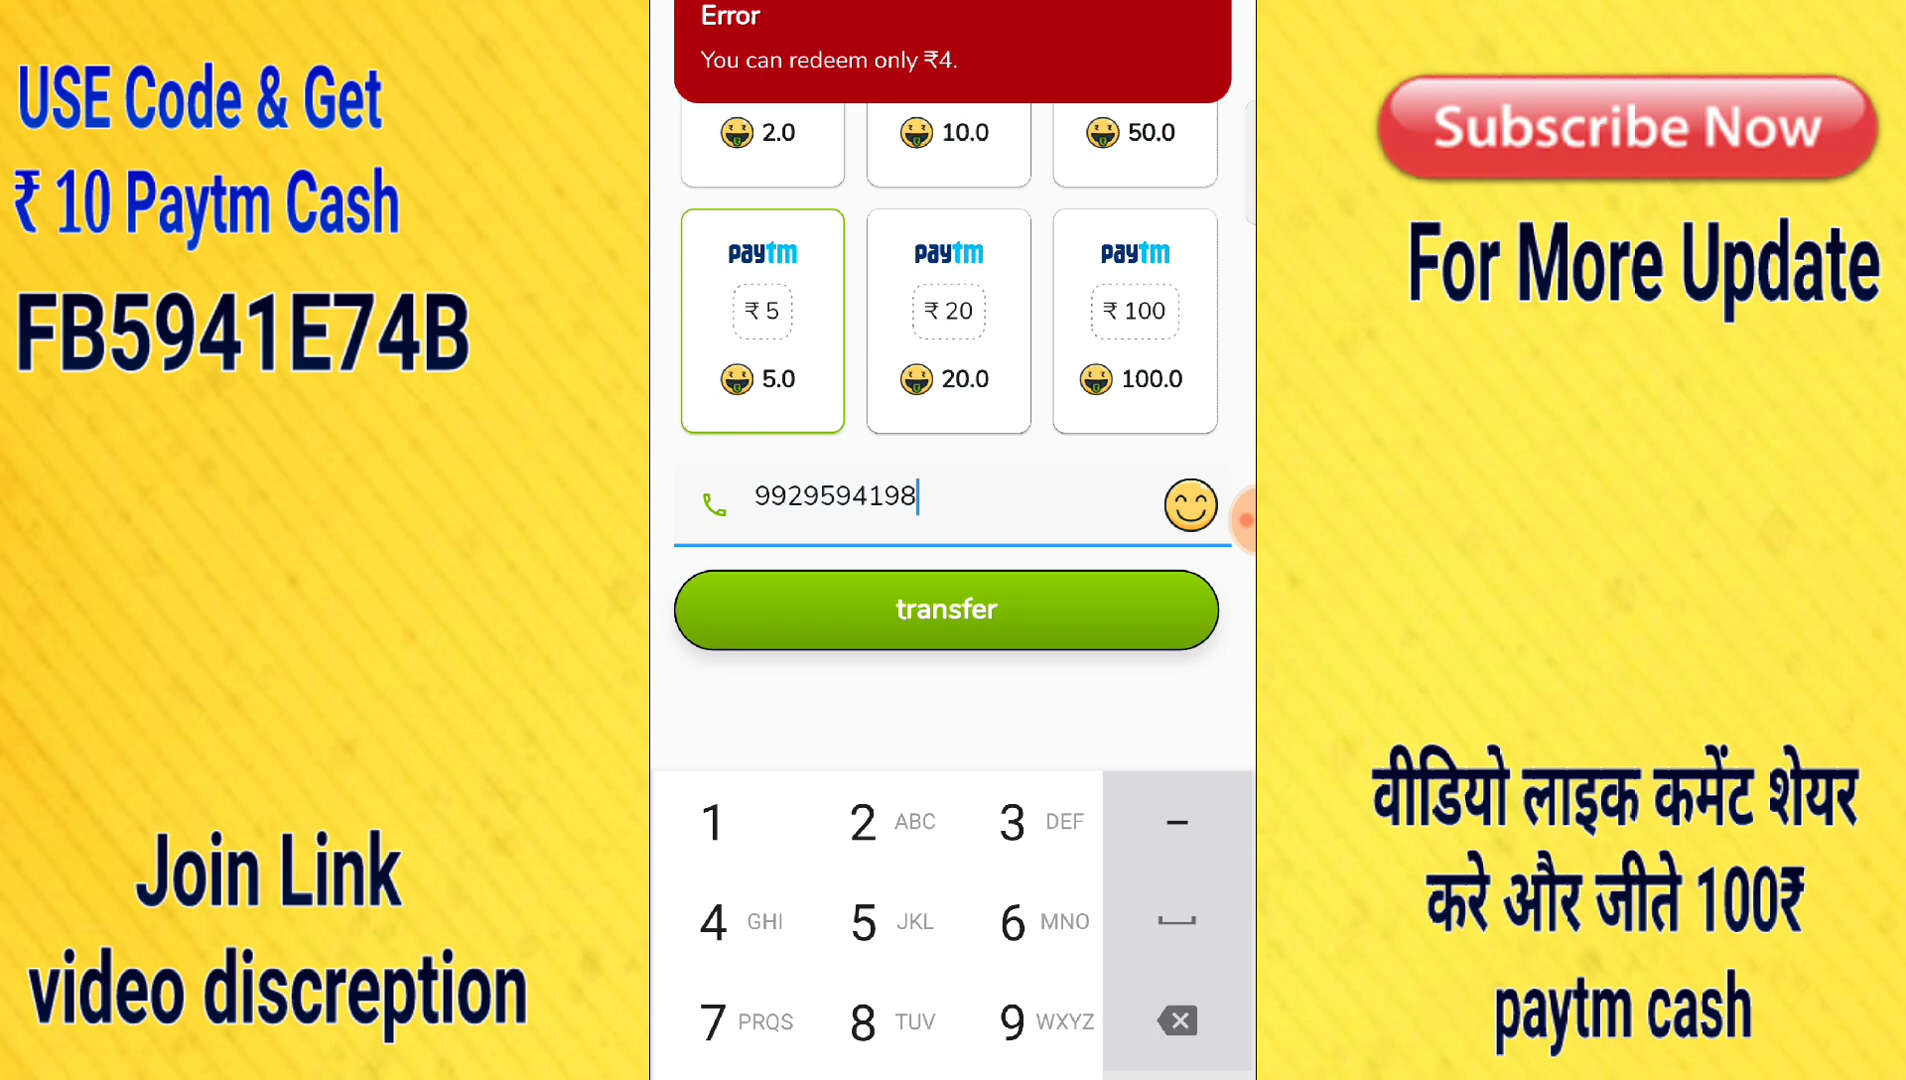 USE Code & Get
₹ 10 Paytm Cash
FB5941E74B
Join Link
video discreption
Error
You can redeem only ₹4.
2.0
10.0
50.0
paytm
paytm
paytm
₹ 5
₹ 20
₹ 100
5.0
20.0
100.0
9929594198
transfer
1
2 ABC
3 DEF
–
4 GHI
5 JKL
6 MNO
7 PRQS
8 TUV
9 WXYZ
Subscribe Now
For More Update
वीडियो लाइक कमेंट शेयर
करे और जीते 100₹
paytm cash